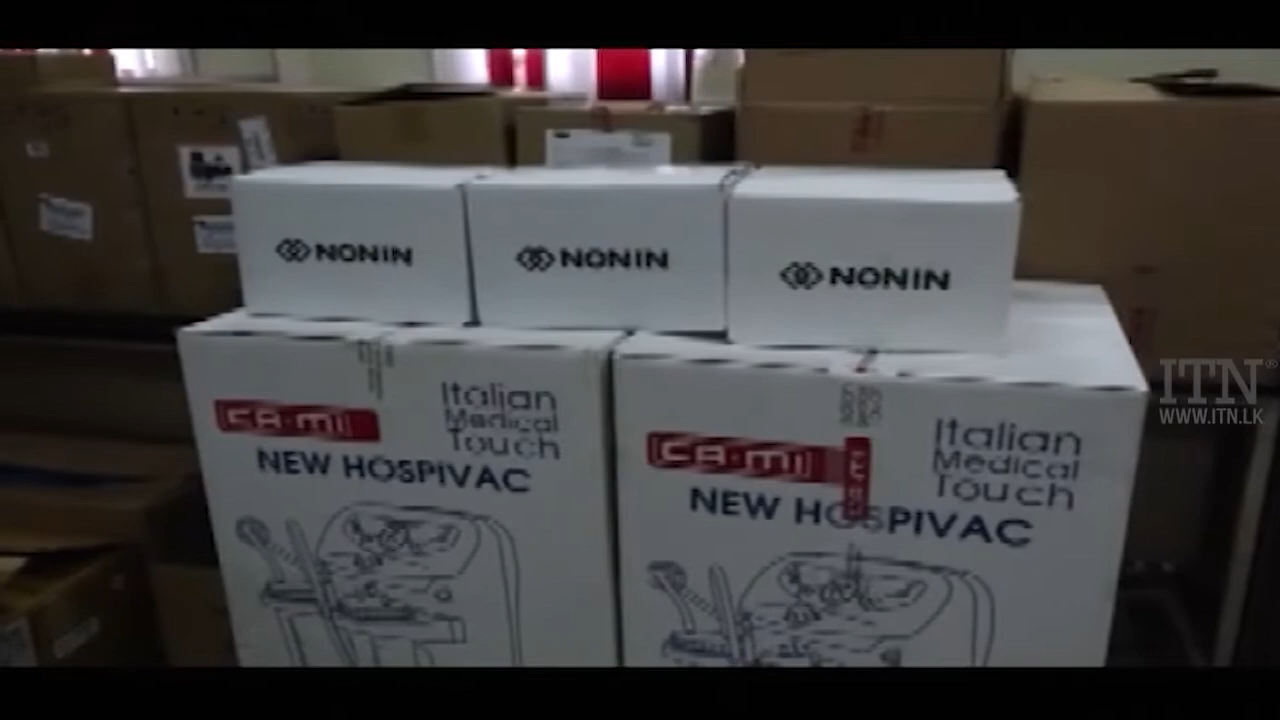 NONIN
NONIN
NONIN
CA-MI
Italian
Medical
Touch
NEW HOSPIVAC
CA-MI
Italian
Medical
Touch
NEW HOSPIVAC
ITN
WWW.ITN.LK